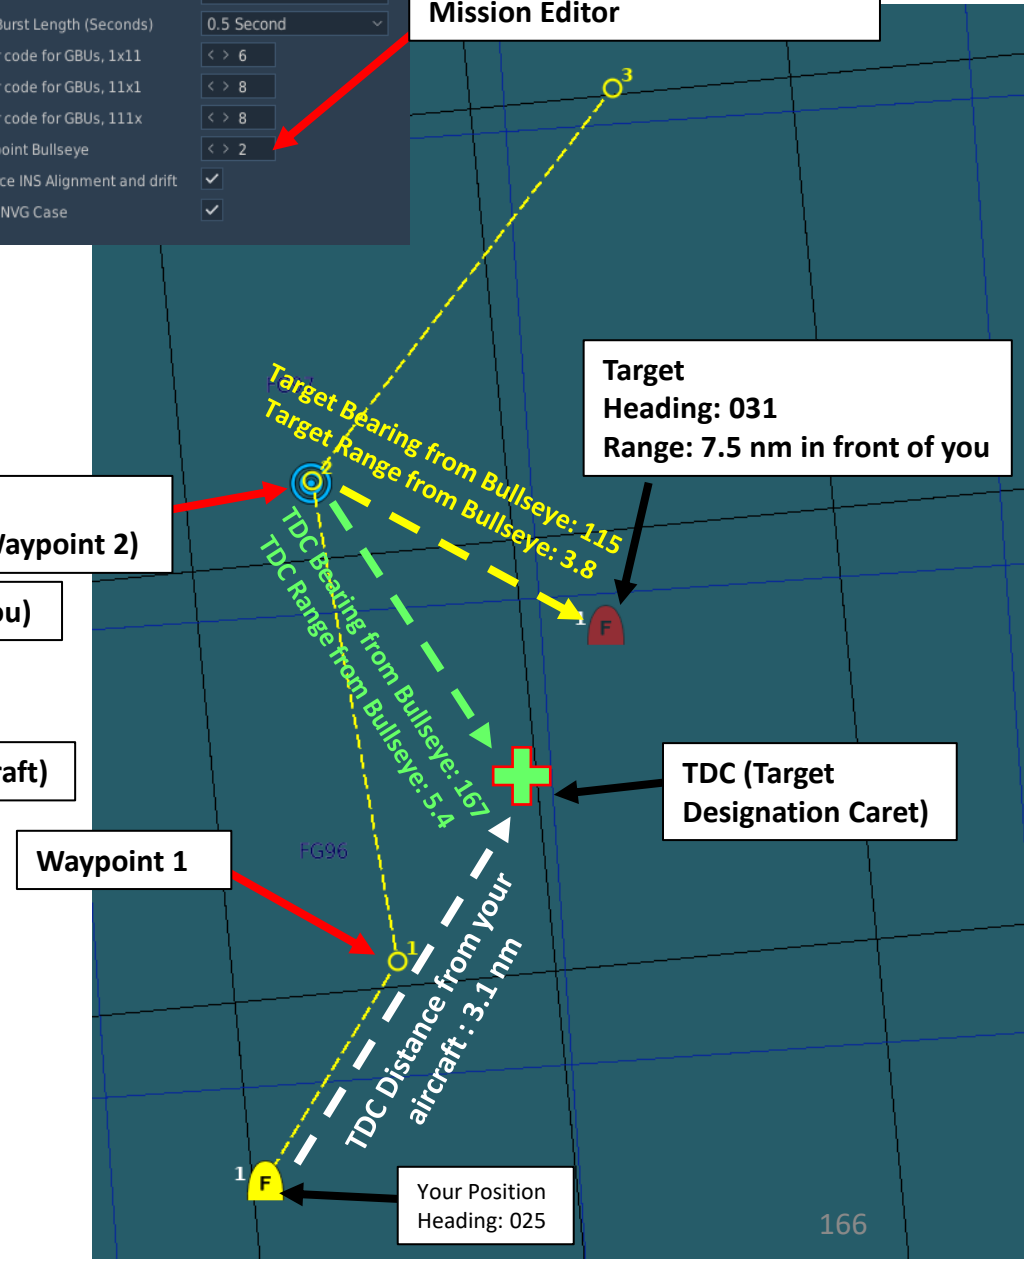 Mission Editor
Burst Length (Seconds)
0.5 Second
code for GBUs, 1x11
< > 6
code for GBUs, 11x1
< > 8
code for GBUs, 111x
< > 8
point Bullseye
< > 2
ce INS Alignment and drift
NVG Case
3
Target
Heading: 031
Range: 7.5 nm in front of you
Target Bearing from Bullseye: 115
Target Range from Bullseye: 3.8
2
Waypoint 2)
TDC Bearing from Bullseye: 167
TDC Range from Bullseye: 5.4
ou)
1
F
raft)
TDC (Target
Designation Caret)
Waypoint 1
FG96
1
TDC Distance from your
aircraft : 3.1 nm
1
F
Your Position
Heading: 025
166